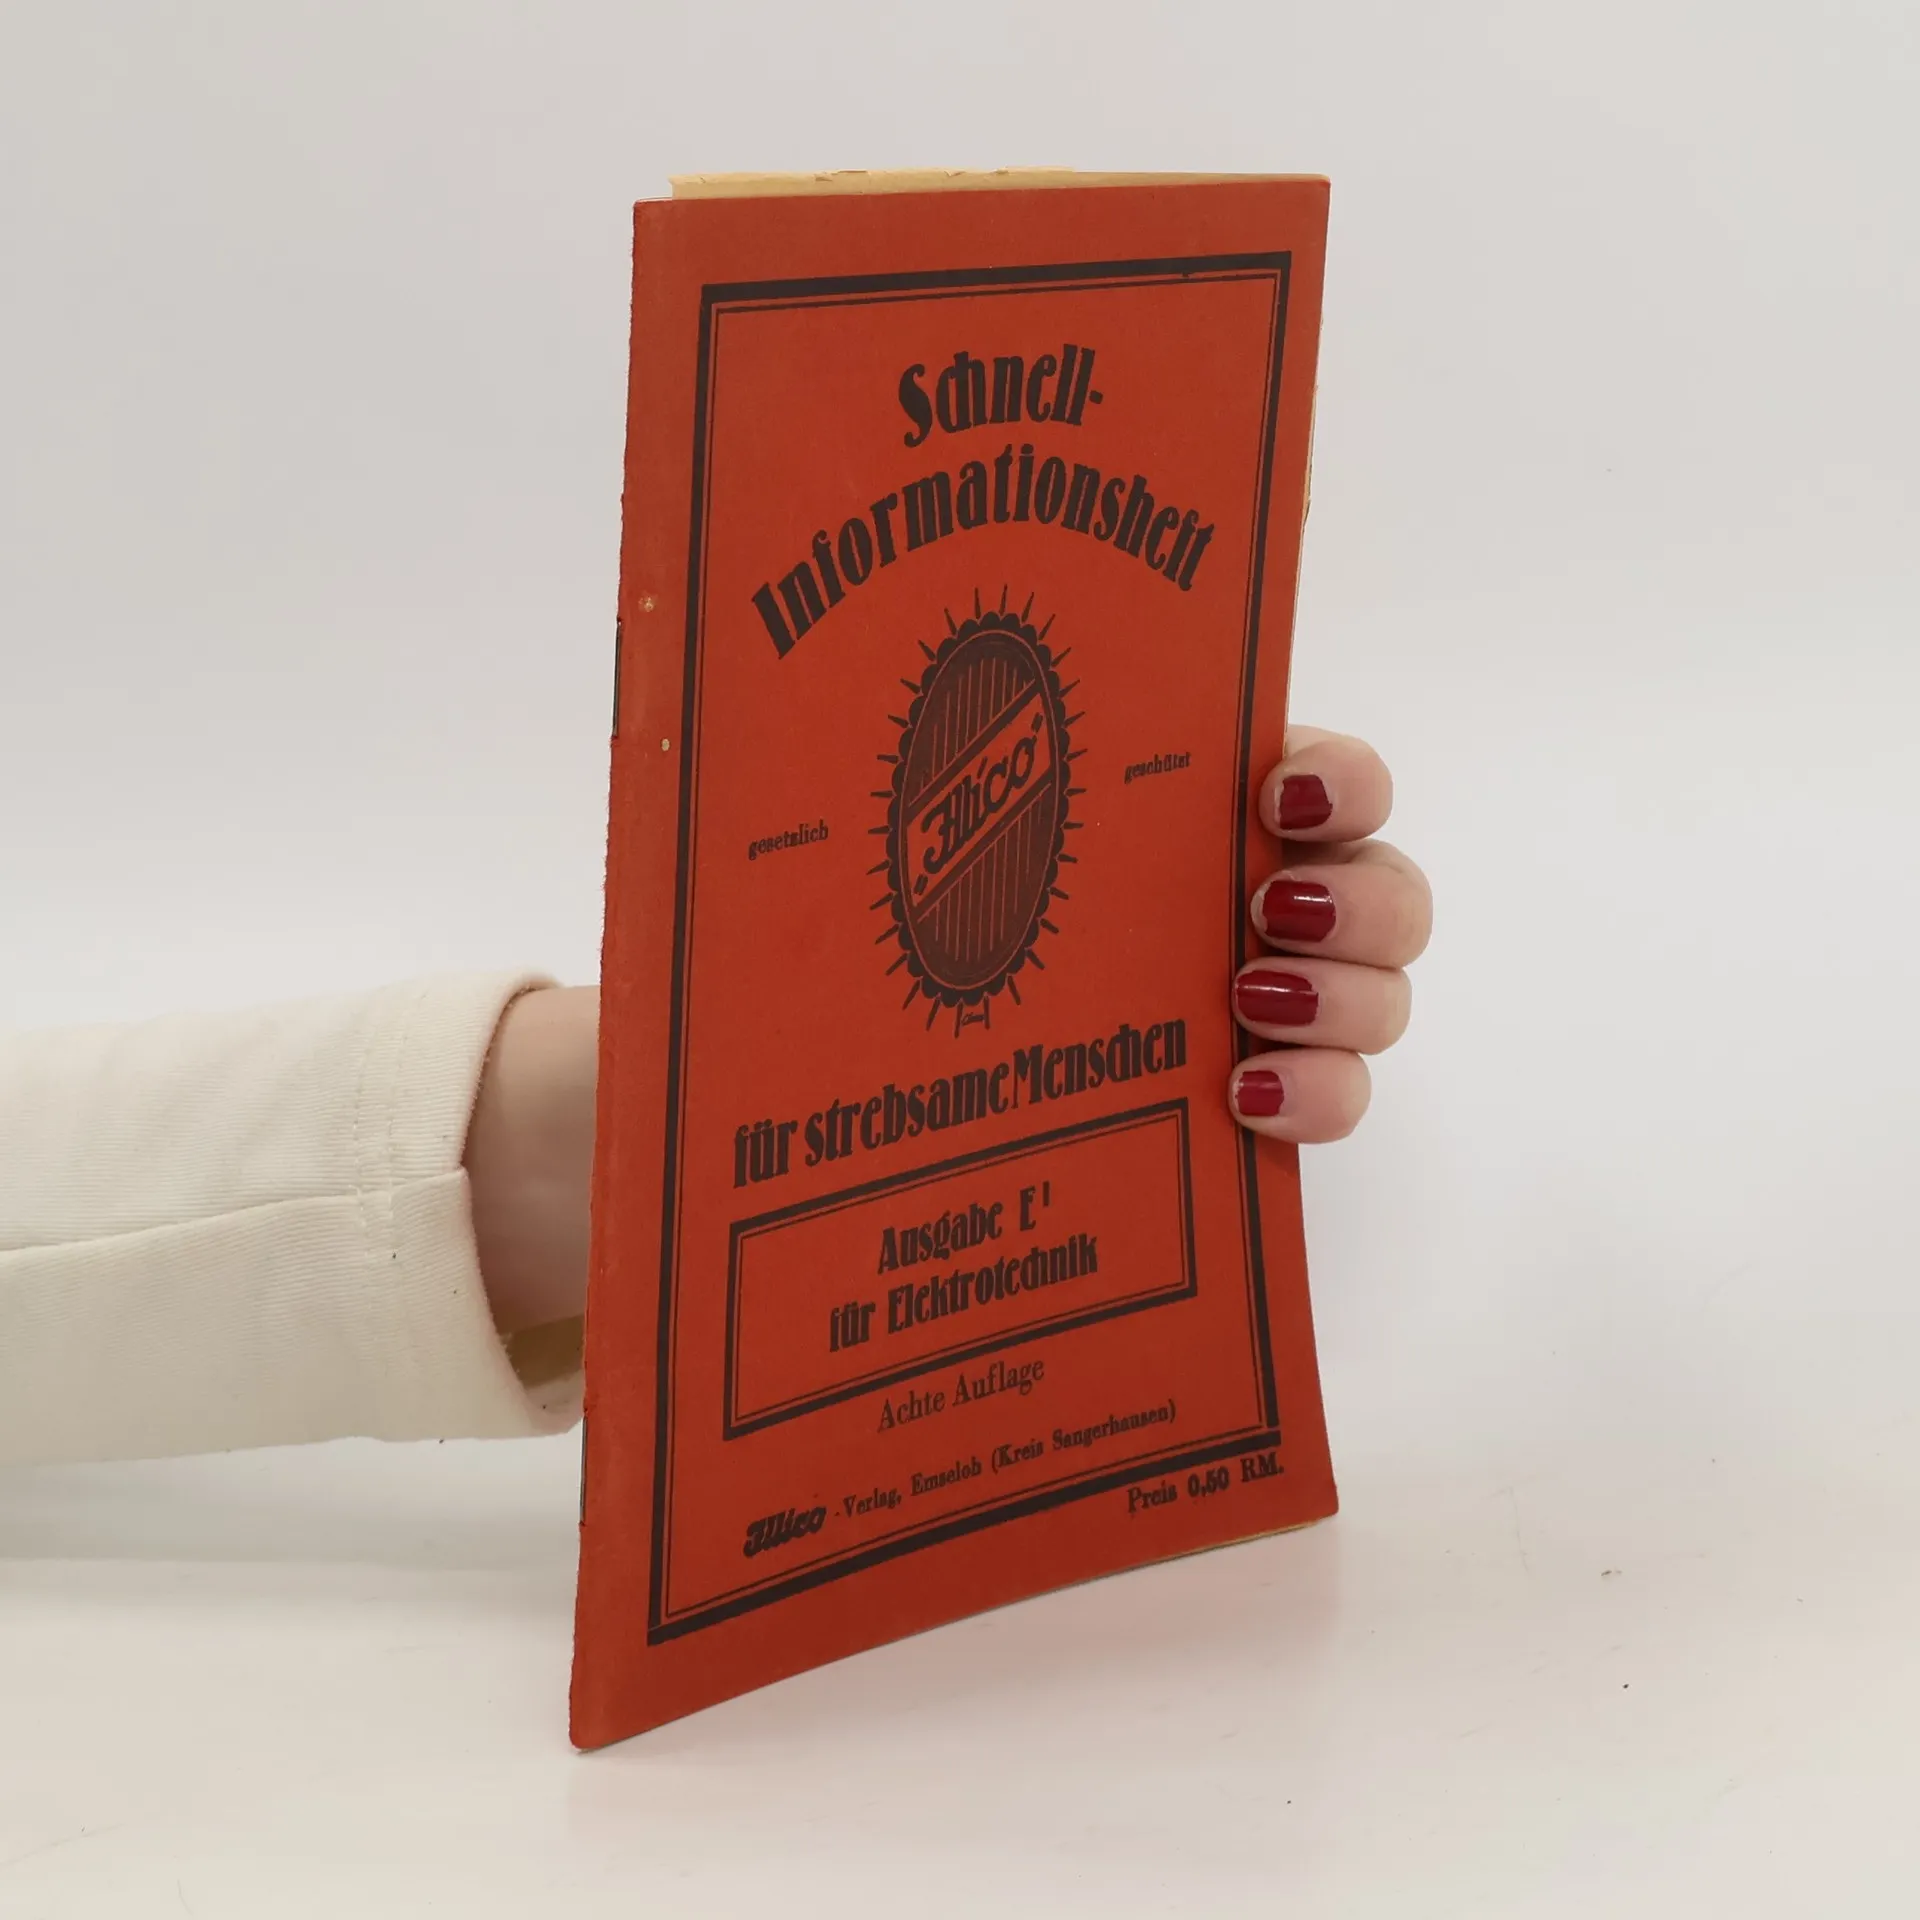 Schnell-
Informationsheft
gesetzlich
Illico
geschützt
für strebsame Menschen
Ausgabe E I
für Elektrotechnik
Achte Auflage
Illico-Verlag, Emseloh (Kreis Sangerhausen)
Preis 0,50 RM.